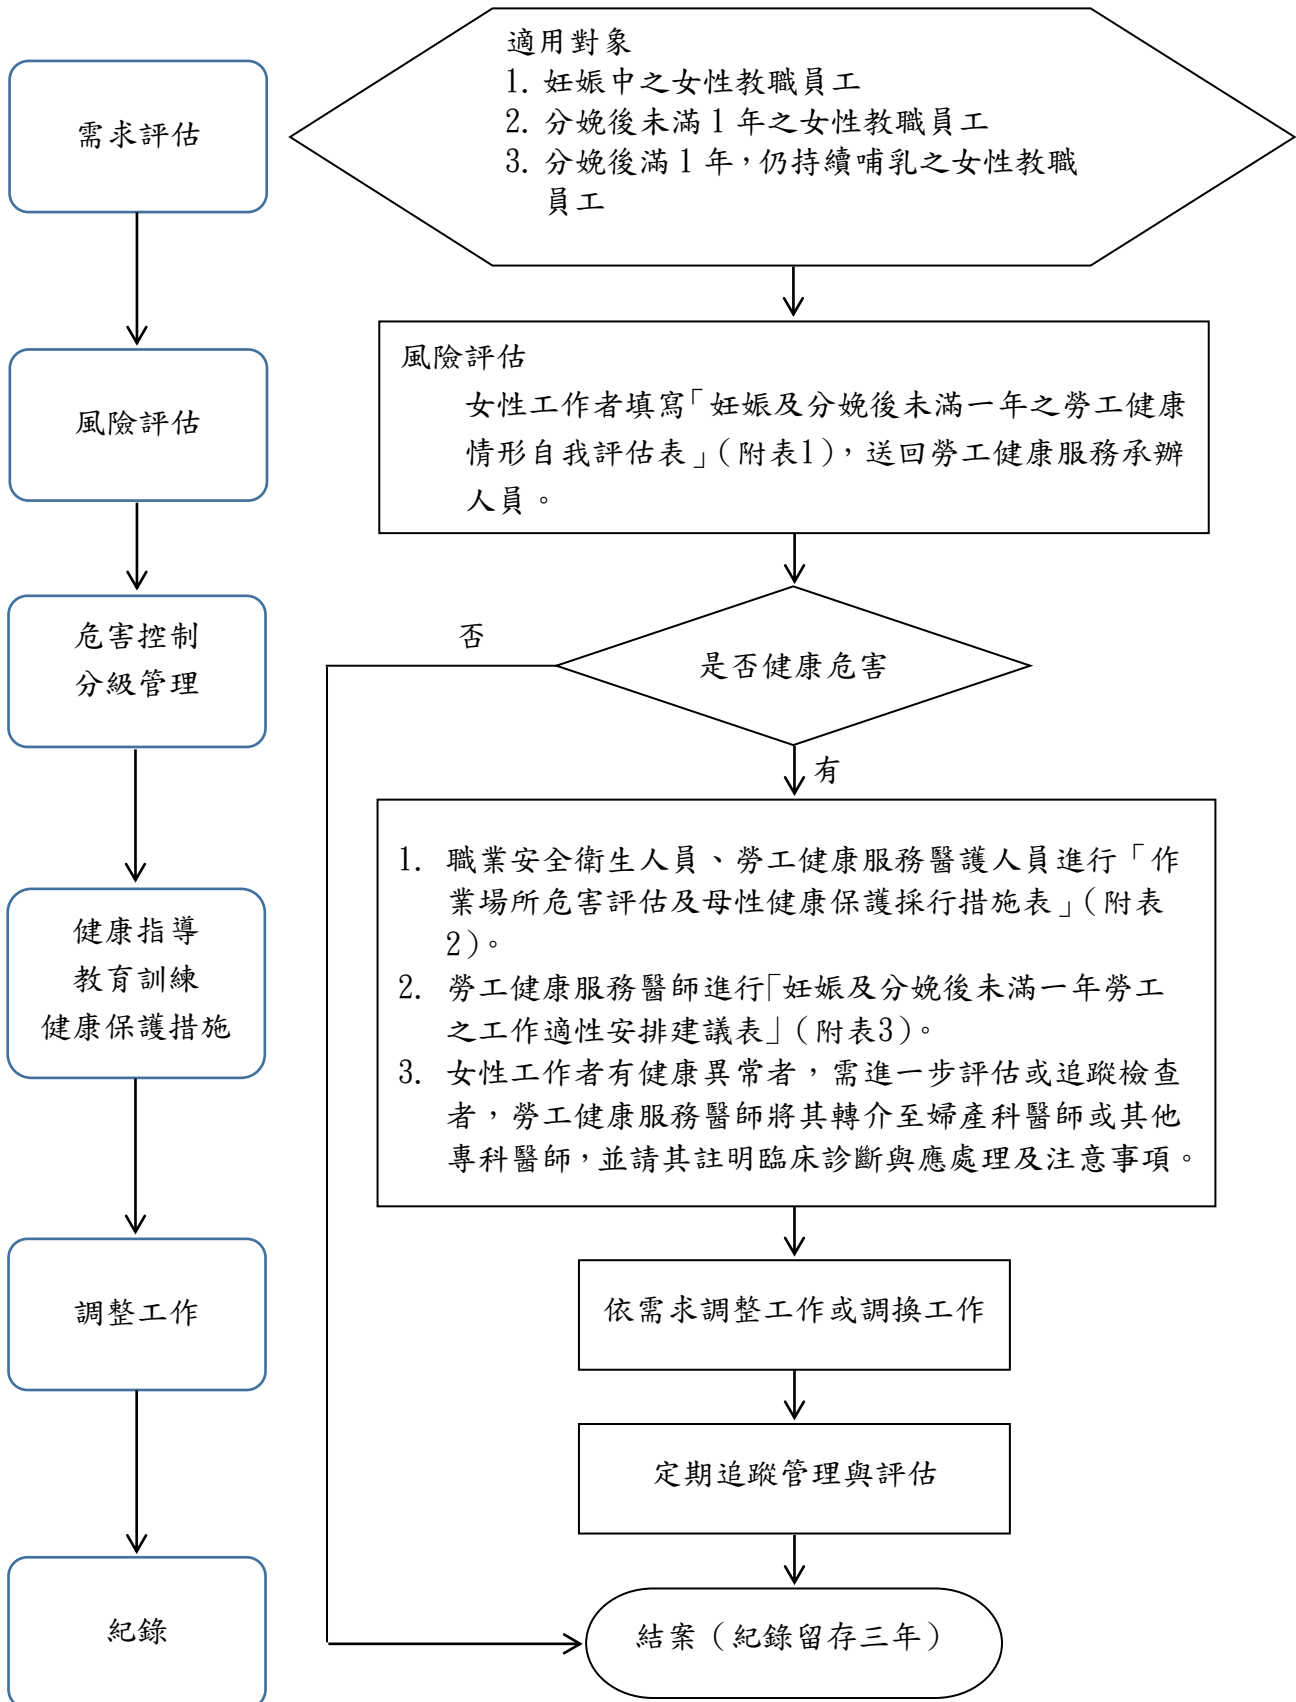 需求評估
適用對象
1. 妊娠中之女性教職員工
2. 分娩後未滿 1 年之女性教職員工
3. 分娩後滿 1 年，仍持續哺乳之女性教職
員工
風險評估
風險評估
女性工作者填寫「妊娠及分娩後未滿一年之勞工健康
情形自我評估表」（附表1），送回勞工健康服務承辦
人員。
危害控制
分級管理
否
是否健康危害
有
健康指導
教育訓練
健康保護措施
1. 職業安全衛生人員、勞工健康服務醫護人員進行「作
業場所危害評估及母性健康保護採行措施表」（附表
2）。
2. 勞工健康服務醫師進行「妊娠及分娩後未滿一年勞工
之工作適性安排建議表」（附表3）。
3. 女性工作者有健康異常者，需進一步評估或追蹤檢查
者，勞工健康服務醫師將其轉介至婦產科醫師或其他
專科醫師，並請其註明臨床診斷與應處理及注意事項。
調整工作
依需求調整工作或調換工作
定期追蹤管理與評估
紀錄
結案（紀錄留存三年）